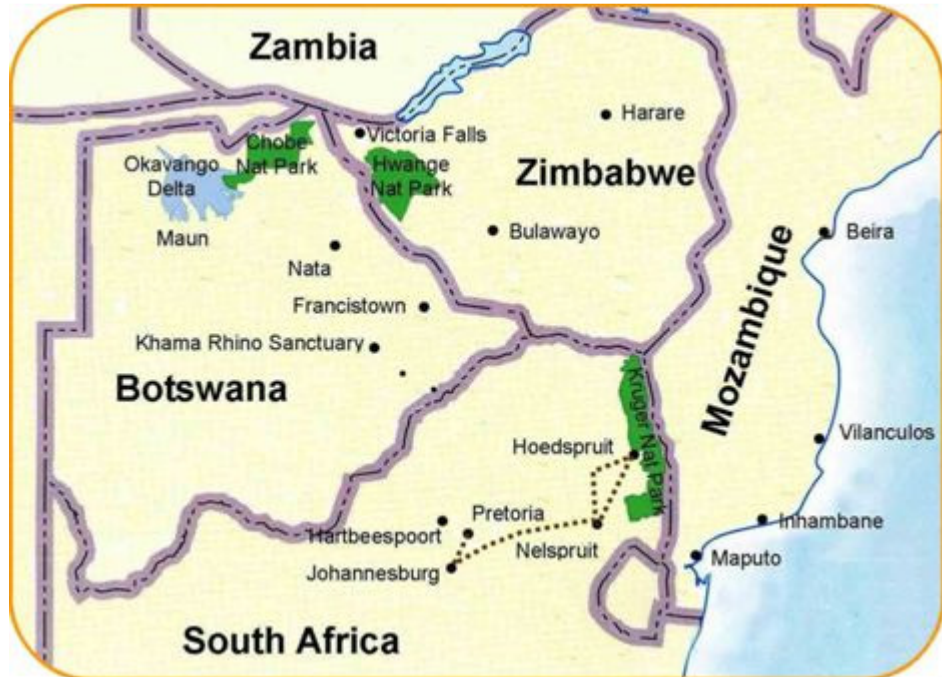 Zambia
Harare
Victoria Falls
Chobe
Nat Park
Okavango
Delta
Hwange
Nat Park
Zimbabwe
Maun
Bulawayo
Beira
Nata
Francistown
Khama Rhino Sanctuary
Botswana
Mozambique
Kruger Nat Park
Vilanculos
Hoedspruit
Pretoria
Hartbeespoort
Nelspruit
Inhambane
Johannesburg
Maputo
South Africa